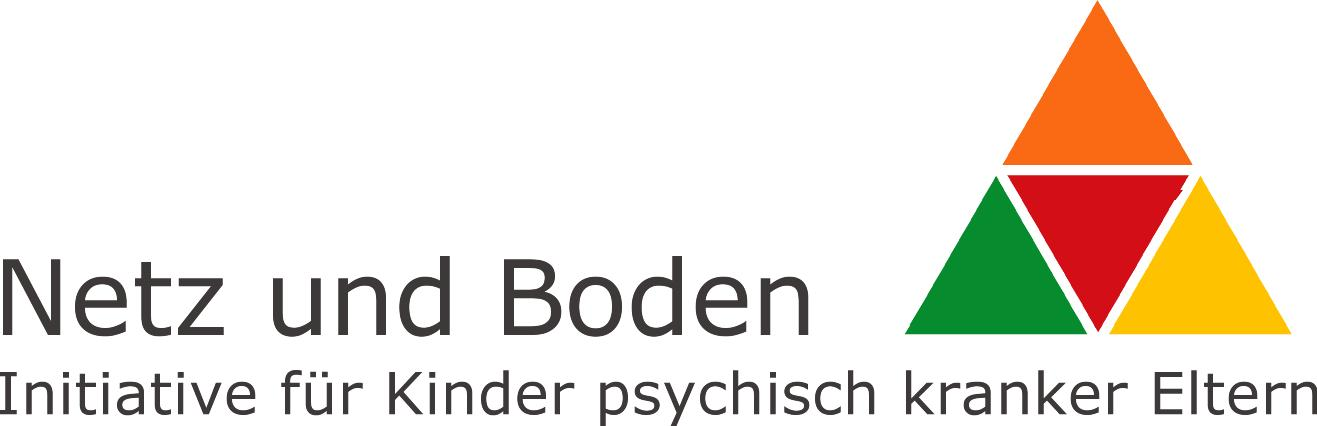 Netz und Boden
Initiative für Kinder psychisch kranker Eltern